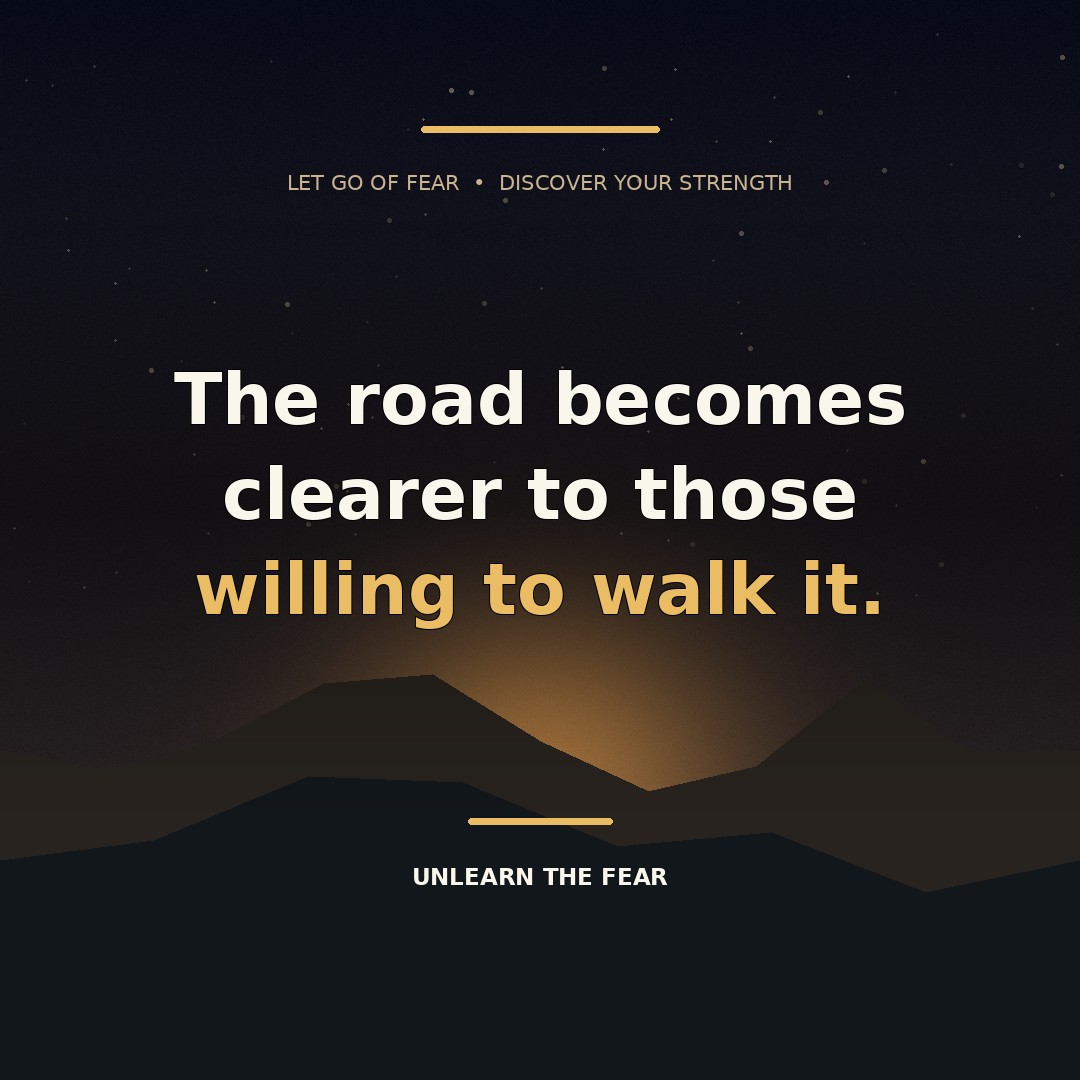 LET GO OF FEAR • DISCOVER YOUR STRENGTH
The road becomes
clearer to those
willing to walk it.
UNLEARN THE FEAR